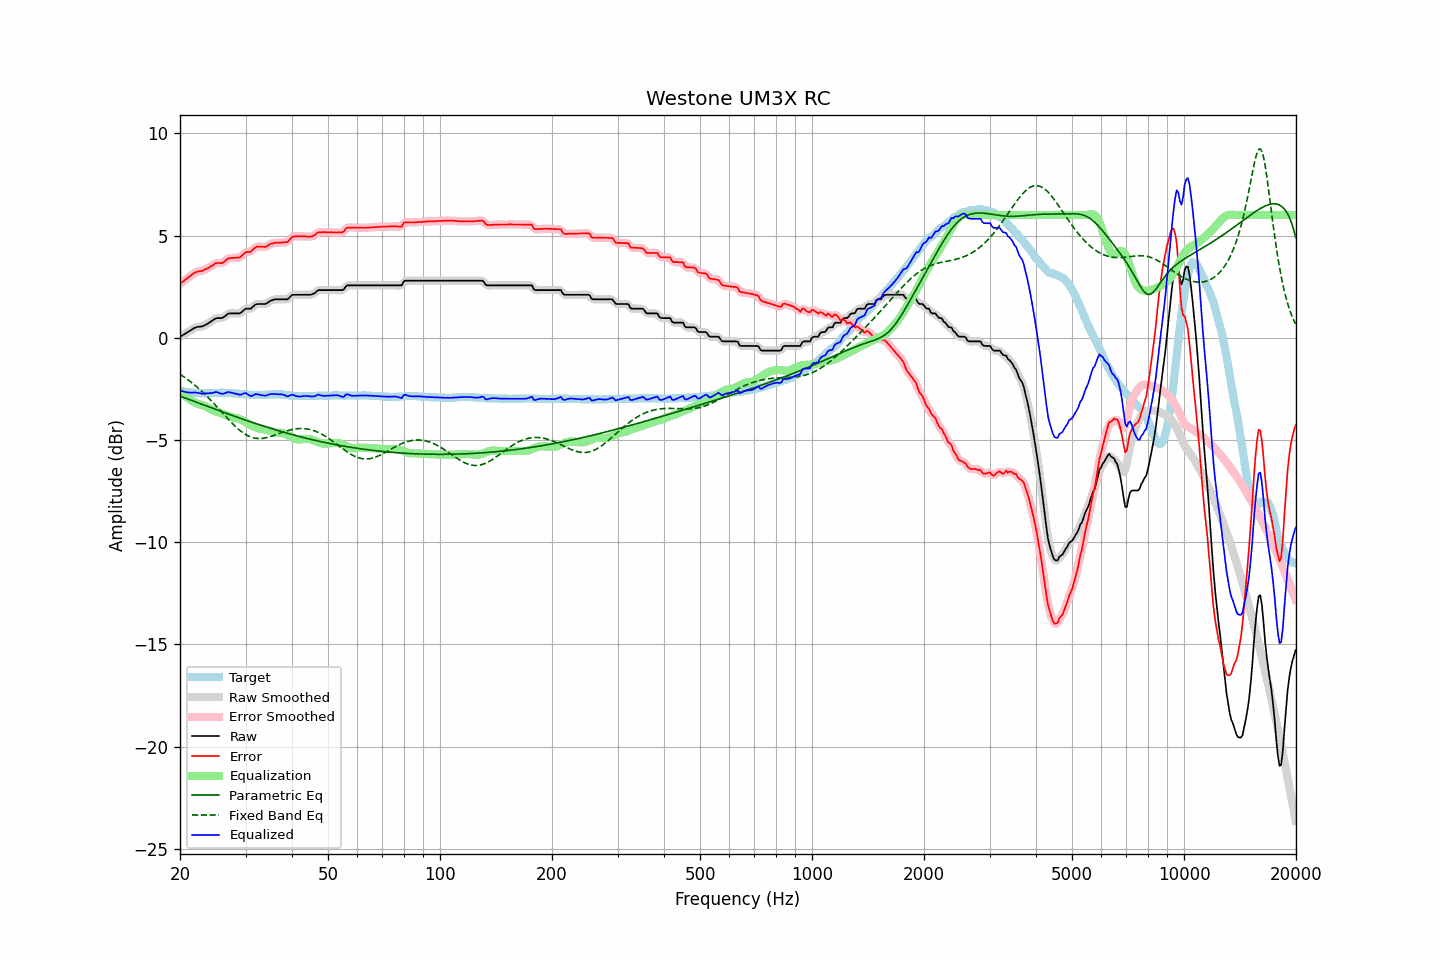 Westone UM3X RC
Amplitude (dBr)
10
5
0
−5
−10
−15
−20
−25
Target
Raw Smoothed
Error Smoothed
Raw
Error
Equalization
Parametric Eq
Fixed Band Eq
Equalized
20 50 100 200 500 1000 2000 5000 10000 20000
Frequency (Hz)